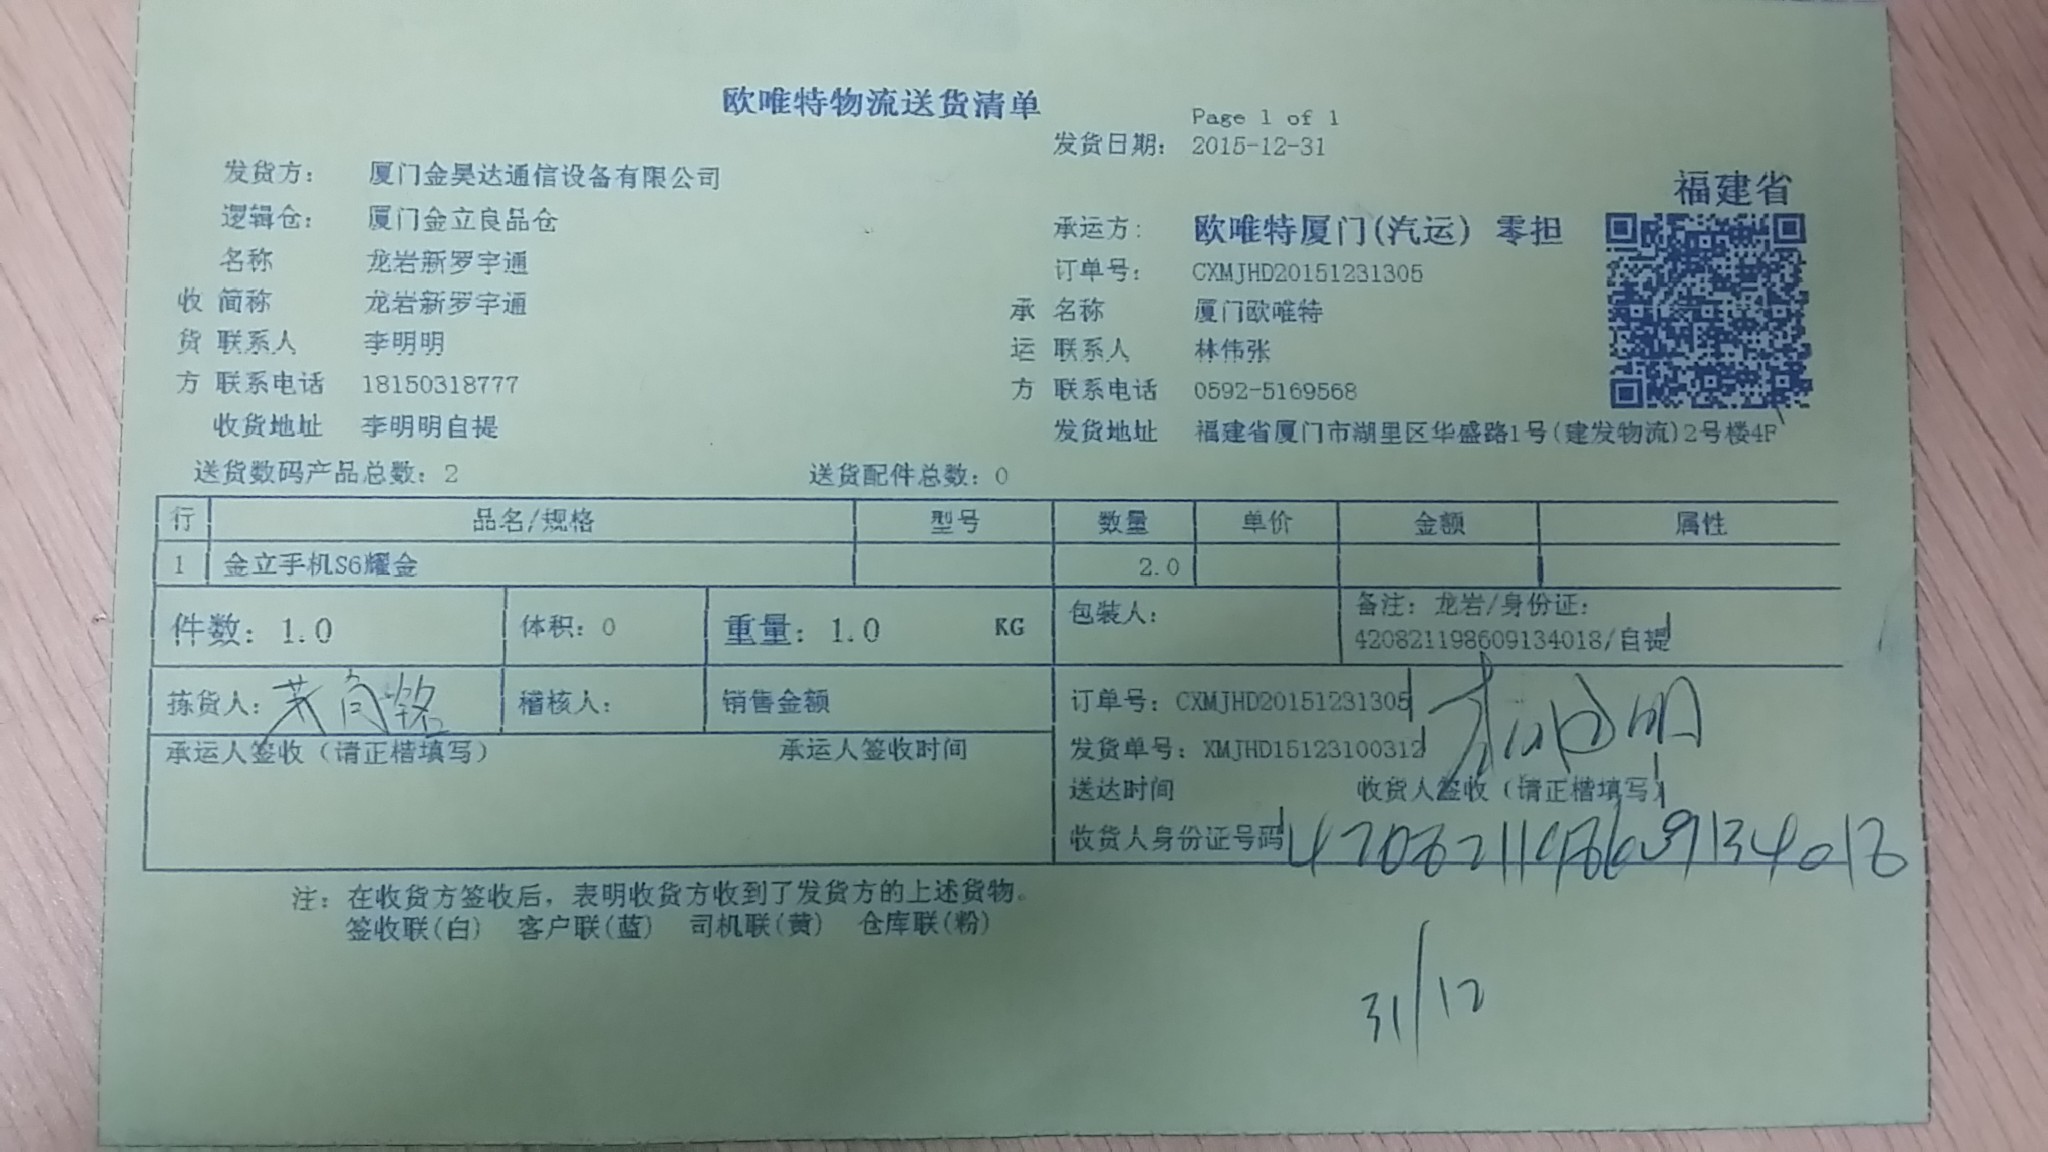 欧唯特物流送货清单
Page 1 of 1
发货日期: 2015-12-31
福建省
发货方: 厦门金昊达通信设备有限公司
逻辑仓: 厦门金立良品仓
承运方: 欧唯特厦门(汽运) 零担
名称 龙岩新罗宇通
订单号: CXMJHD20151231305
收 简称 龙岩新罗宇通
承 名称 厦门欧唯特
货 联系人 李明明
运 联系人 林伟张
方 联系电话 18150318777
方 联系电话 0592-5169568
收货地址 李明明自提
发货地址 福建省厦门市湖里区华盛路1号(建发物流)2号楼4F
送货数码产品总数: 2 送货配件总数: 0
行 品名/规格 型号 数量 单价 金额 属性
1 金立手机S6耀金 2.0
件数: 1.0 体积: 0 重量: 1.0 KG 包装人:
备注: 龙岩/身份证:
420821198609134018/自提
拣货人: 稽核人: 销售金额
订单号: CXMJHD20151231305
李明明
承运人签收(请正楷填写) 承运人签收时间
发货单号: XMJHD15123100312
送达时间 收货人签收(请正楷填写)
收货人身份证号码 420821198609134018
注: 在收货方签收后, 表明收货方收到了发货方的上述货物。
签收联(白) 客户联(蓝) 司机联(黄) 仓库联(粉)
31/12